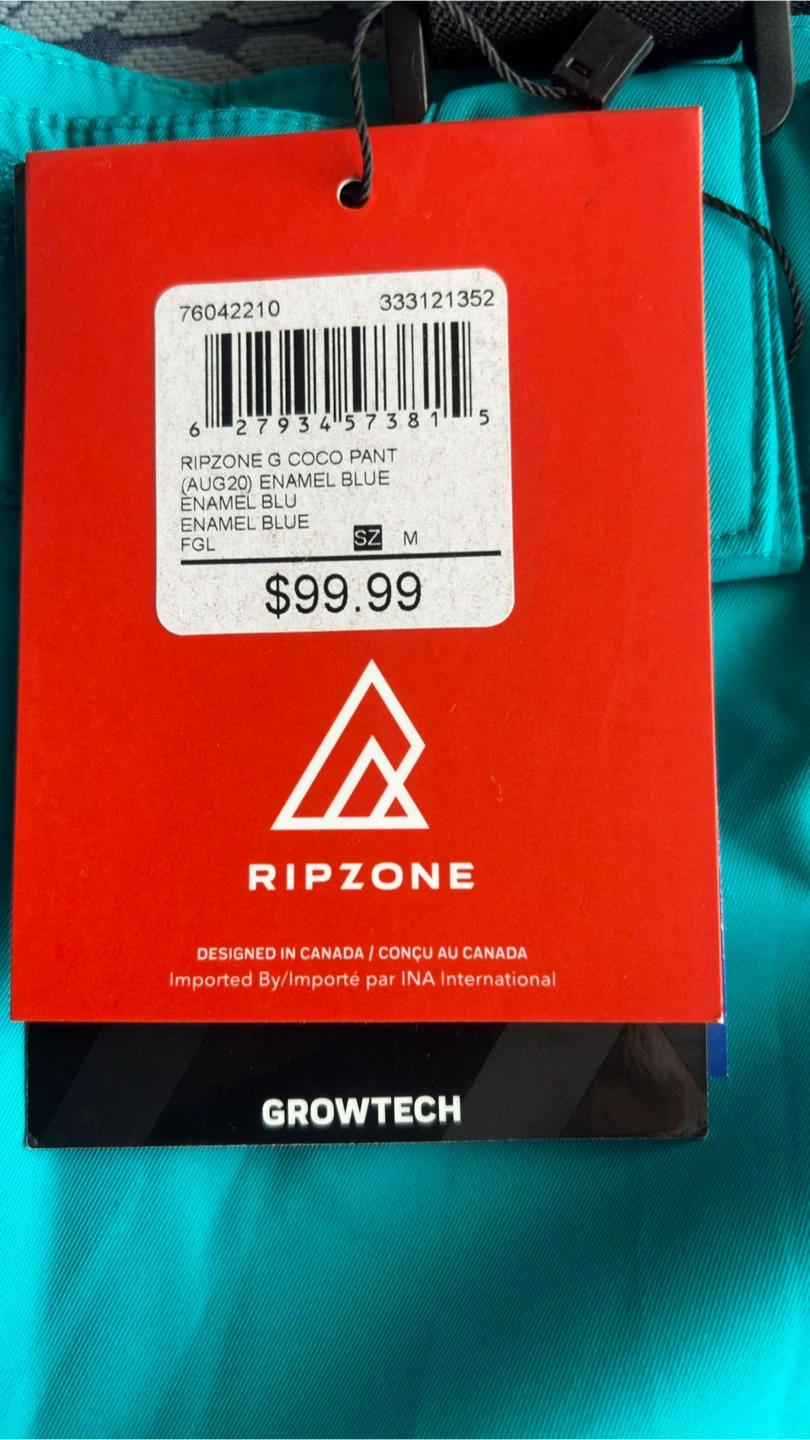 76042210 333121352
6 27934 57381 5
RIPZONE G COCO PANT
(AUG20) ENAMEL BLUE
ENAMEL BLU
ENAMEL BLUE
FGL SZ M
$99.99
RIPZONE
DESIGNED IN CANADA / CONÇU AU CANADA
Imported By/Importé par INA International
GROWTECH